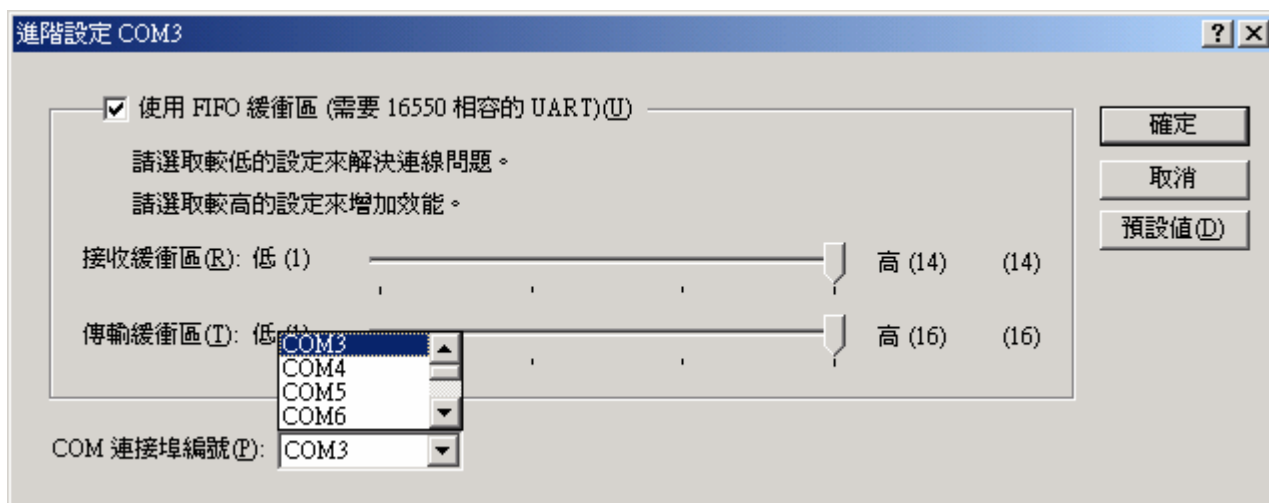 進階設定 COM3
使用 FIFO 緩衝區 (需要 16550 相容的 UART)(U)
請選取較低的設定來解決連線問題。
請選取較高的設定來增加效能。
接收緩衝區(R): 低 (1) 高 (14) (14)
傳輸緩衝區(T): 低 (1) 高 (16) (16)
COM3
COM4
COM5
COM6
COM 連接埠編號(P): COM3
確定
取消
預設值(D)